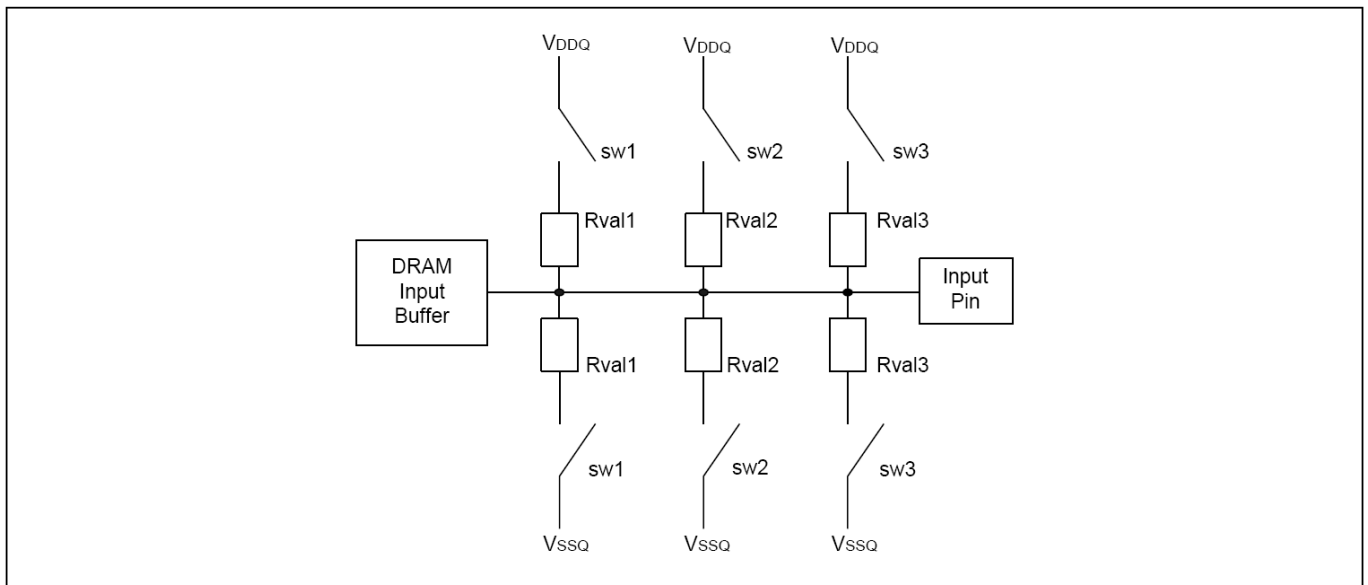 VDDQ VDDQ VDDQ
sw1 sw2 sw3
Rval1 Rval2 Rval3
DRAM
Input
Buffer
Input
Pin
Rval1 Rval2 Rval3
sw1 sw2 sw3
VSSQ VSSQ VSSQ